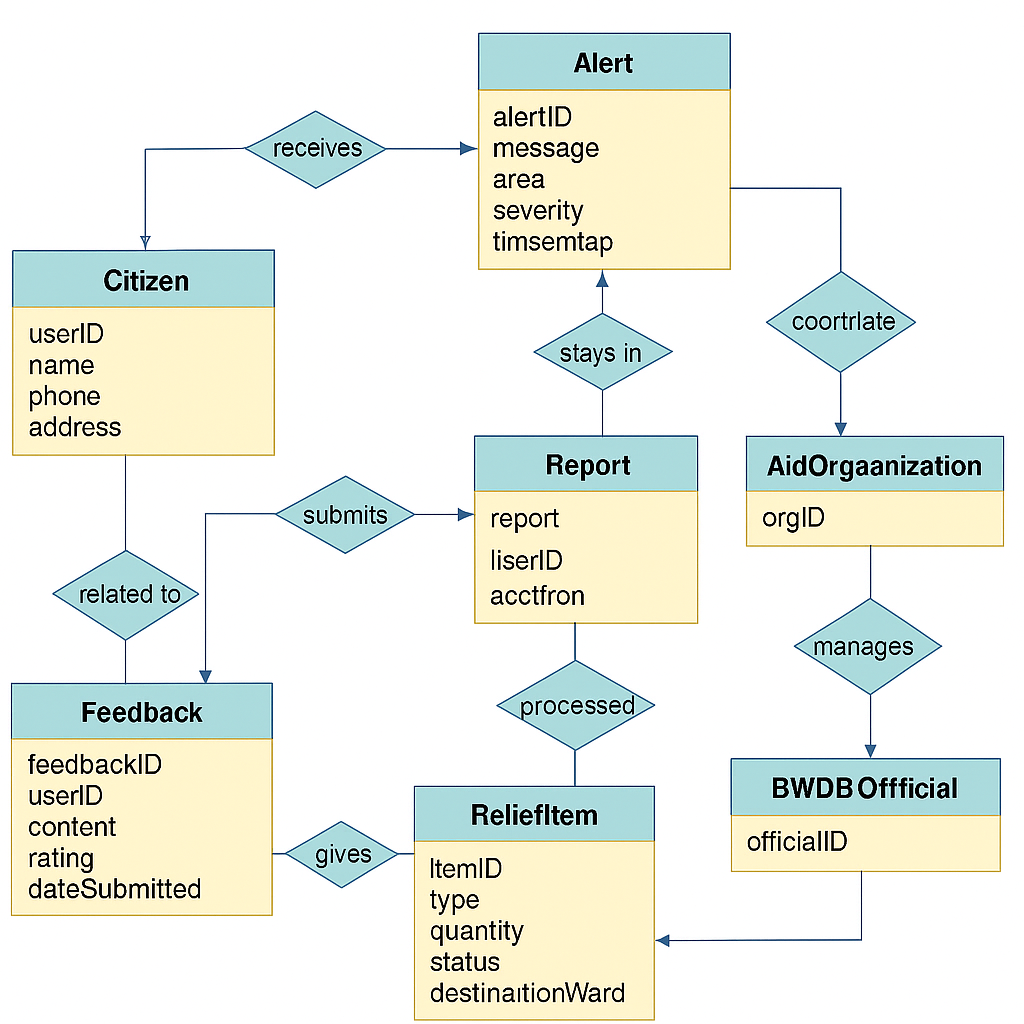 Alert
alertID
message
area
severity
timsemtap
receives
Citizen
userID
name
phone
address
coortrlate
stays in
Report
report
liserID
acctfron
AidOrgaanization
orgID
submits
related to
manages
processed
Feedback
feedbackID
userID
content
rating
dateSubmitted
gives
ReliefItem
ItemID
type
quantity
status
destinaıtionWard
BWDB Offficial
officialID